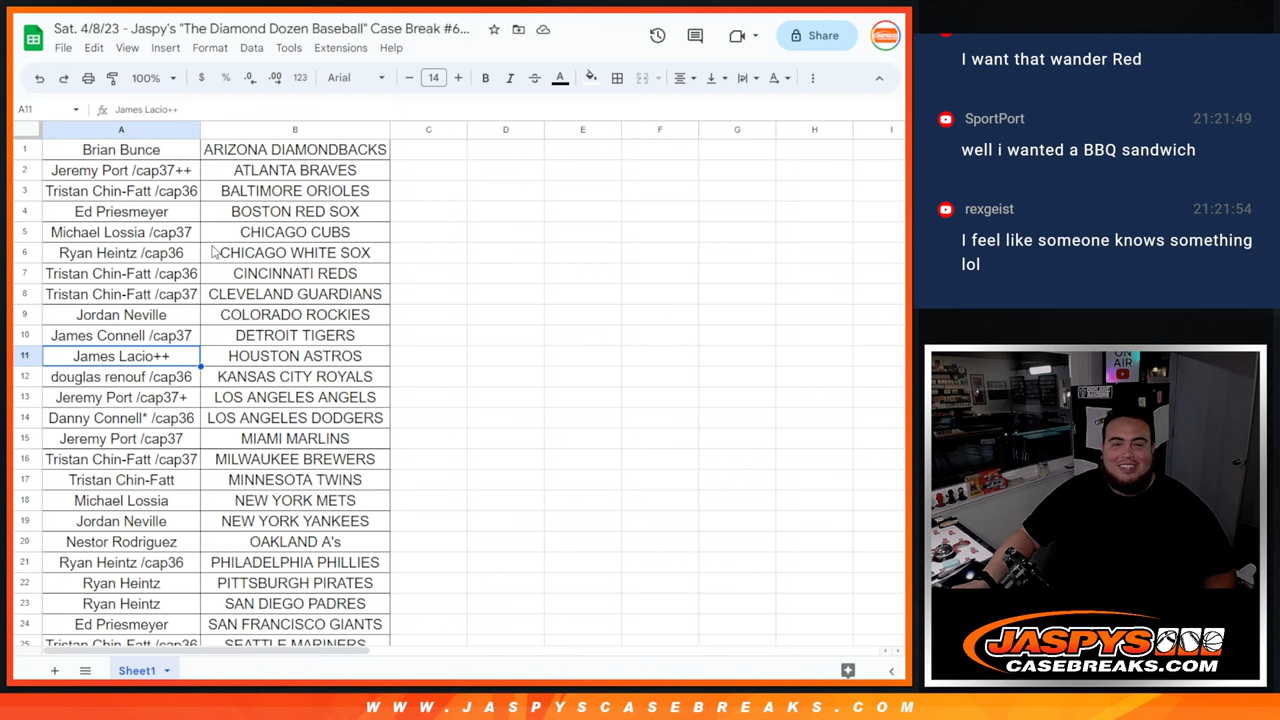 Sat. 4/8/23 - Jaspy's "The Diamond Dozen Baseball" Case Break #6...
Share
File Edit View Insert Format Data Tools Extensions Help
100% $ % .0 .00 123 Arial 14 B I A
A11 fx James Lacio++
A B C D E F G H I
1 Brian Bunce ARIZONA DIAMONDBACKS
2 Jeremy Port /cap37++ ATLANTA BRAVES
3 Tristan Chin-Fatt /cap36 BALTIMORE ORIOLES
4 Ed Priesmeyer BOSTON RED SOX
5 Michael Lossia /cap37 CHICAGO CUBS
6 Ryan Heintz /cap36 CHICAGO WHITE SOX
7 Tristan Chin-Fatt /cap36 CINCINNATI REDS
8 Tristan Chin-Fatt /cap37 CLEVELAND GUARDIANS
9 Jordan Neville COLORADO ROCKIES
10 James Connell /cap37 DETROIT TIGERS
11 James Lacio++ HOUSTON ASTROS
12 douglas renouf /cap36 KANSAS CITY ROYALS
13 Jeremy Port /cap37+ LOS ANGELES ANGELS
14 Danny Connell* /cap36 LOS ANGELES DODGERS
15 Jeremy Port /cap37 MIAMI MARLINS
16 Tristan Chin-Fatt /cap37 MILWAUKEE BREWERS
17 Tristan Chin-Fatt MINNESOTA TWINS
18 Michael Lossia NEW YORK METS
19 Jordan Neville NEW YORK YANKEES
20 Nestor Rodriguez OAKLAND A's
21 Ryan Heintz /cap36 PHILADELPHIA PHILLIES
22 Ryan Heintz PITTSBURGH PIRATES
23 Ryan Heintz SAN DIEGO PADRES
24 Ed Priesmeyer SAN FRANCISCO GIANTS
25 Tristan Chin-Fatt /cap36 SEATTLE MARINERS
Sheet1
I want that wander Red
SportPort 21:21:49
well i wanted a BBQ sandwich
rexgeist 21:21:54
I feel like someone knows something
lol
ON
AIR
JASPYS
CASEBREAKS.COM
WWW.JASPYSCASEBREAKS.COM